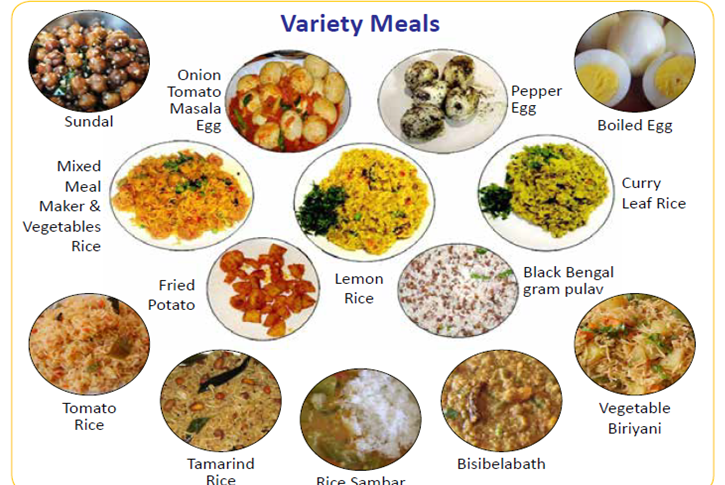 Variety Meals
Sundal
Onion
Tomato
Masala
Egg
Pepper
Egg
Boiled Egg
Mixed
Meal
Maker &
Vegetables
Rice
Lemon
Rice
Curry
Leaf Rice
Fried
Potato
Black Bengal
gram pulav
Tomato
Rice
Tamarind
Rice
Rice Sambar
Bisibelabath
Vegetable
Biriyani